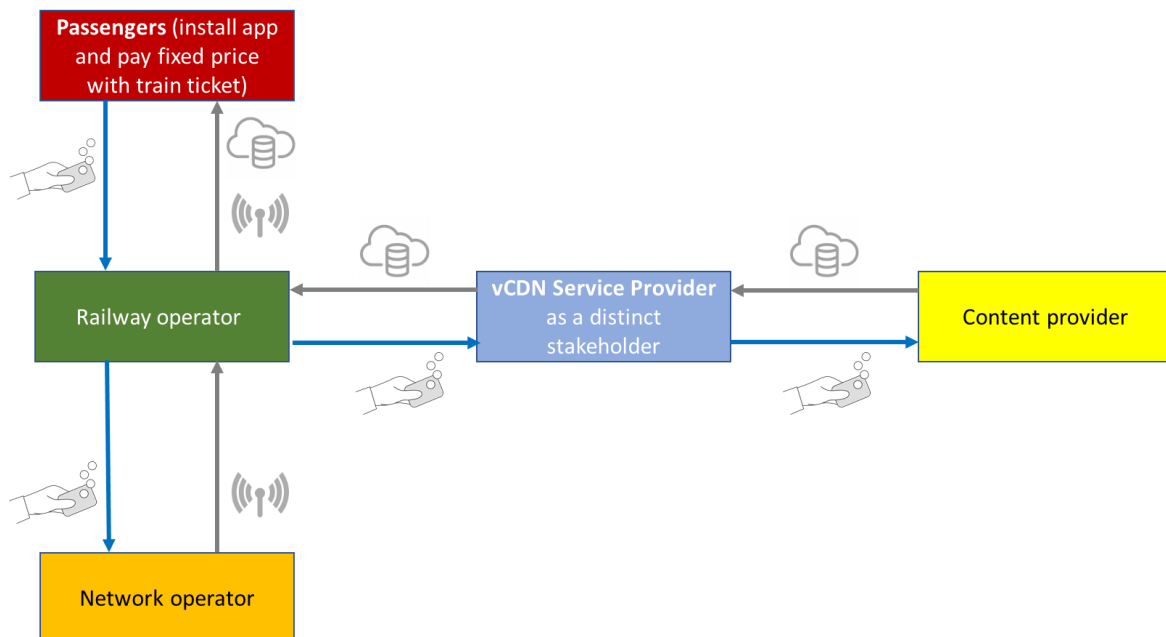 Passengers (install app
and pay fixed price
with train ticket)
Railway operator
vCDN Service Provider
as a distinct
stakeholder
Content provider
Network operator